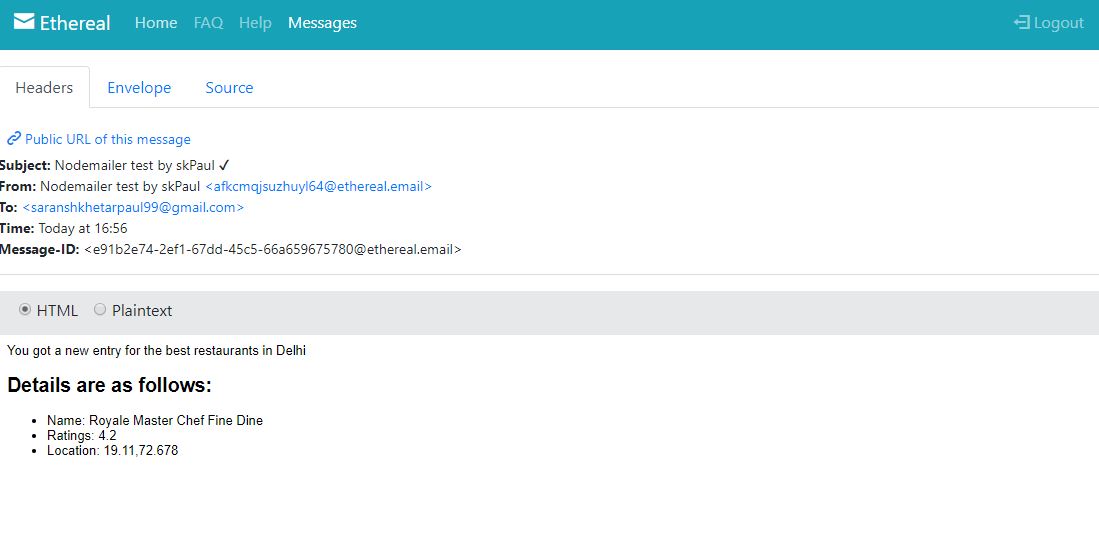 Ethereal Home FAQ Help Messages Logout
Headers Envelope Source
Public URL of this message
Subject: Nodemailer test by skPaul ✓
From: Nodemailer test by skPaul <afkcmqjsuzhuyl64@ethereal.email>
To: <saranshkhetarpaul99@gmail.com>
Time: Today at 16:56
Message-ID: <e91b2e74-2ef1-67dd-45c5-66a659675780@ethereal.email>
HTML Plaintext
You got a new entry for the best restaurants in Delhi
Details are as follows:
• Name: Royale Master Chef Fine Dine
• Ratings: 4.2
• Location: 19.11,72.678